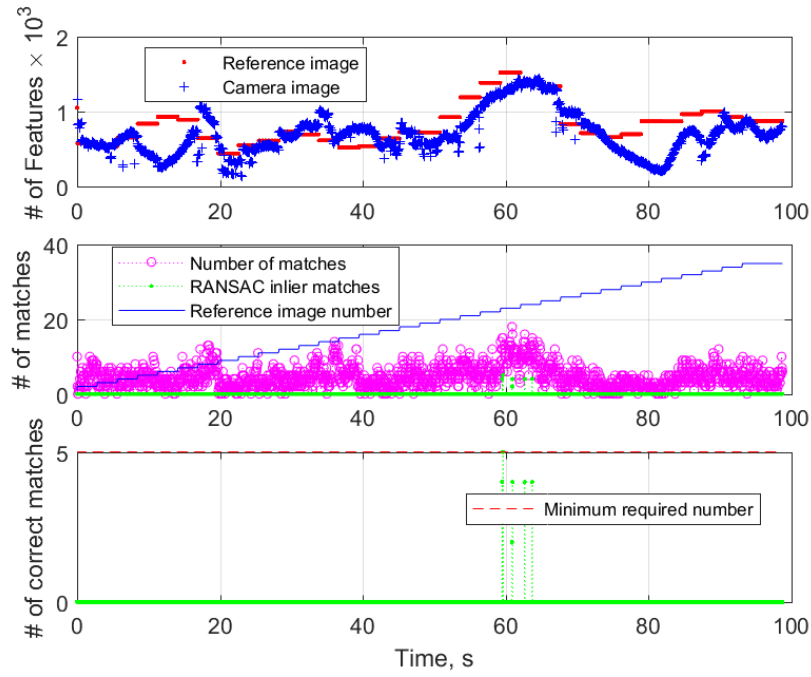 # of Features × 10³
2
1
0
Reference image
Camera image
0
20
40
60
80
100
# of matches
40
20
0
Number of matches
RANSAC inlier matches
Reference image number
0
20
40
60
80
100
# of correct matches
5
0
Minimum required number
0
20
40
60
80
100
Time, s